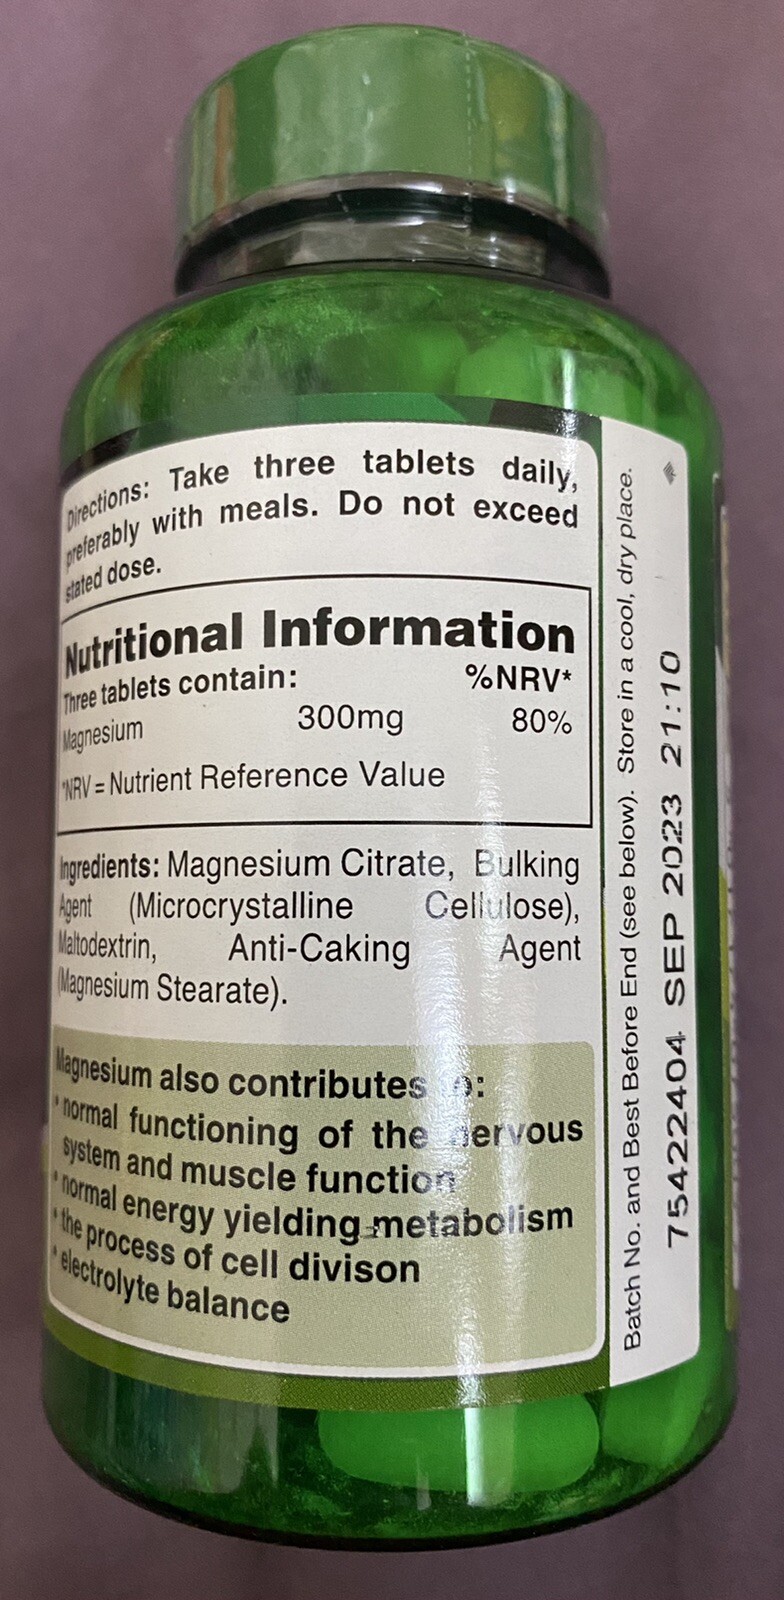 Directions: Take three tablets daily,
preferably with meals. Do not exceed
stated dose.
Nutritional Information
Three tablets contain: %NRV*
Magnesium 300mg 80%
*NRV = Nutrient Reference Value
Ingredients: Magnesium Citrate, Bulking
Agent (Microcrystalline Cellulose),
Maltodextrin, Anti-Caking Agent
(Magnesium Stearate).
Magnesium also contributes to:
• normal functioning of the nervous
system and muscle function
• normal energy yielding metabolism
• the process of cell divison
• electrolyte balance
Batch No. and Best Before End (see below). Store in a cool, dry place.
75422404 SEP 2023 21:10